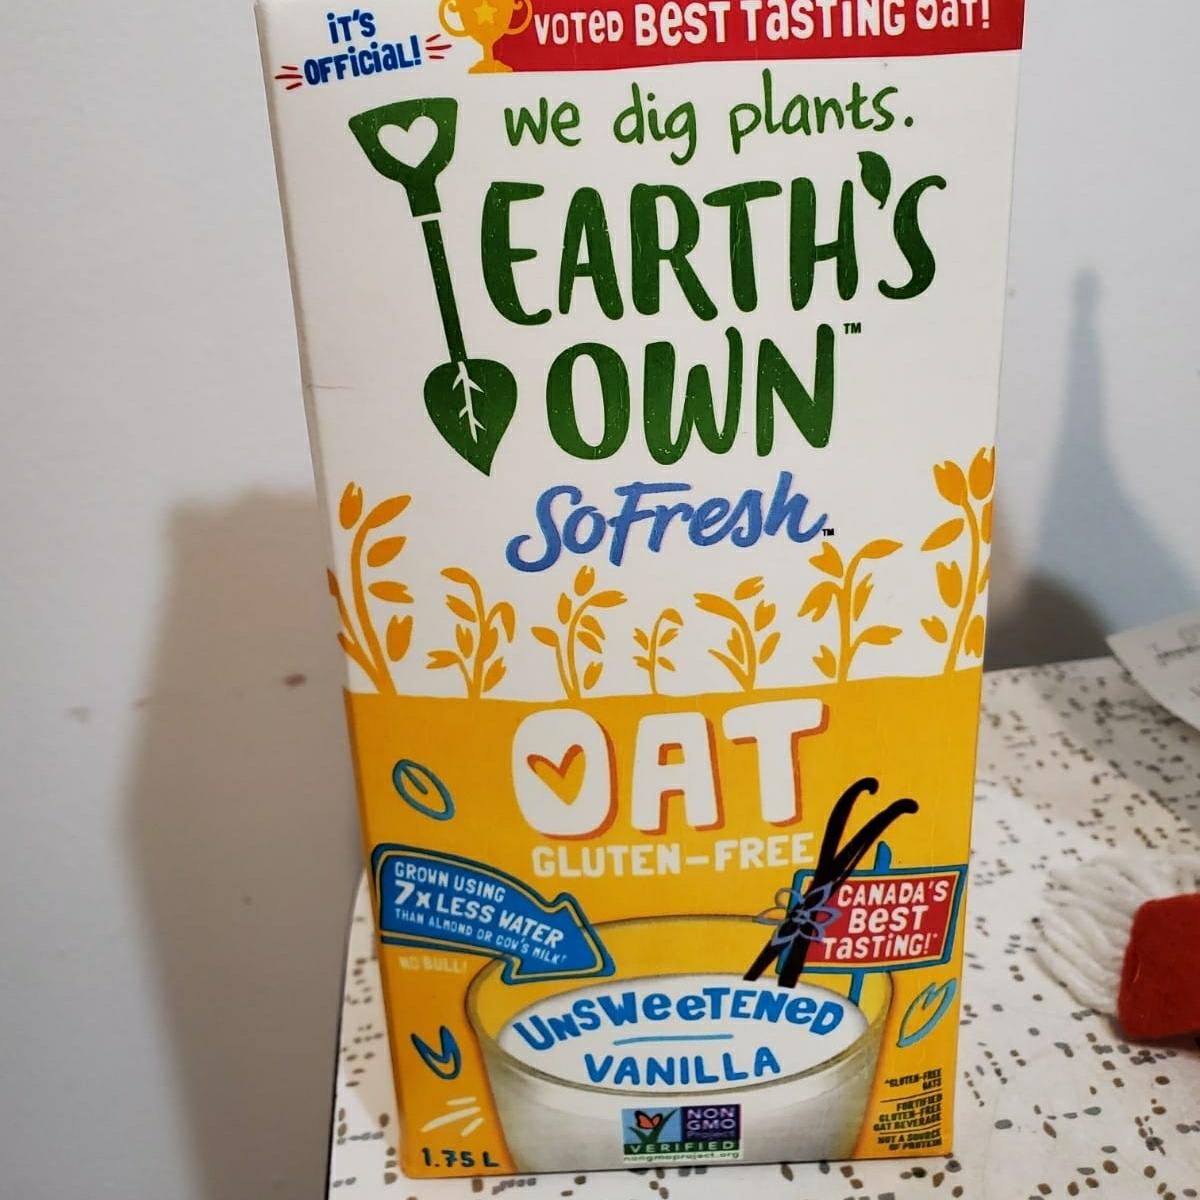 iT'S
OFFiCiaL!
VOTED BEST TASTiNG Oat!
we dig plants.
EARTH'S
OWN™
SoFresh™
OAT
GLUTEN-FREE
GROWN USING
7x LESS WATER
THAN ALMOND OR COW'S MILK!
NO BULL!
CANADA'S
BEST
TASTiNG!
UNSWeeTENeD
VANILLA
NON
GMO
Project
VERIFIED
nongmoproject.org
*GLUTEN-FREE
OATS
FORTIFIED
GLUTEN-FREE
OAT BEVERAGE
NOT A SOURCE
OF PROTEIN
1.75 L